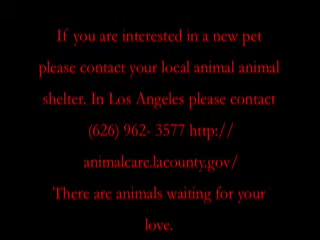 If you are interested in a new pet
please contact your local animal animal
shelter. In Los Angeles please contact
(626) 962- 3577 http://
animalcare.lacounty.gov/
There are animals waiting for your
love.